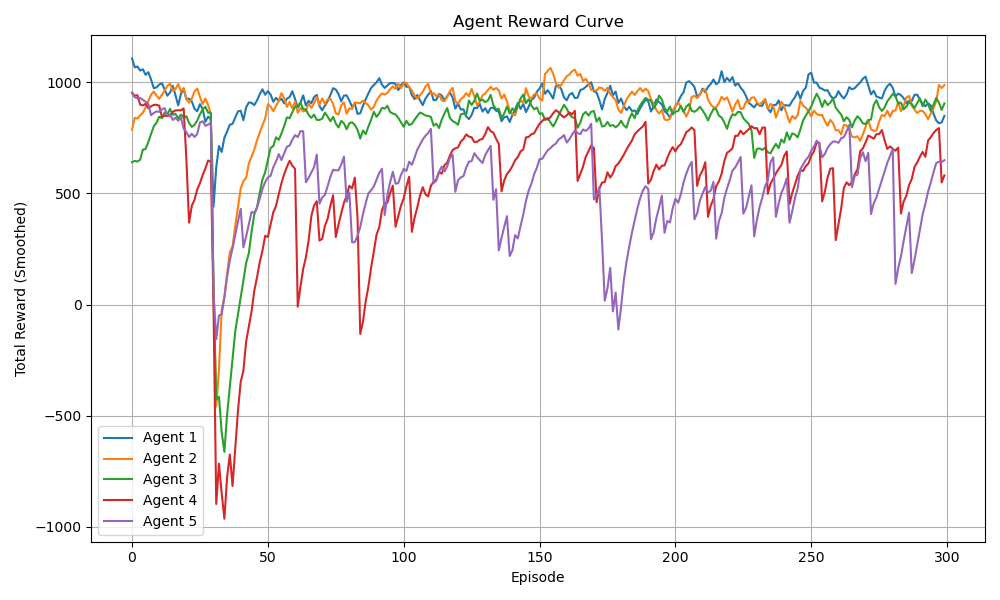 Agent Reward Curve
Total Reward (Smoothed)
1000
500
0
−500
−1000
Agent 1
Agent 2
Agent 3
Agent 4
Agent 5
0 50 100 150 200 250 300
Episode